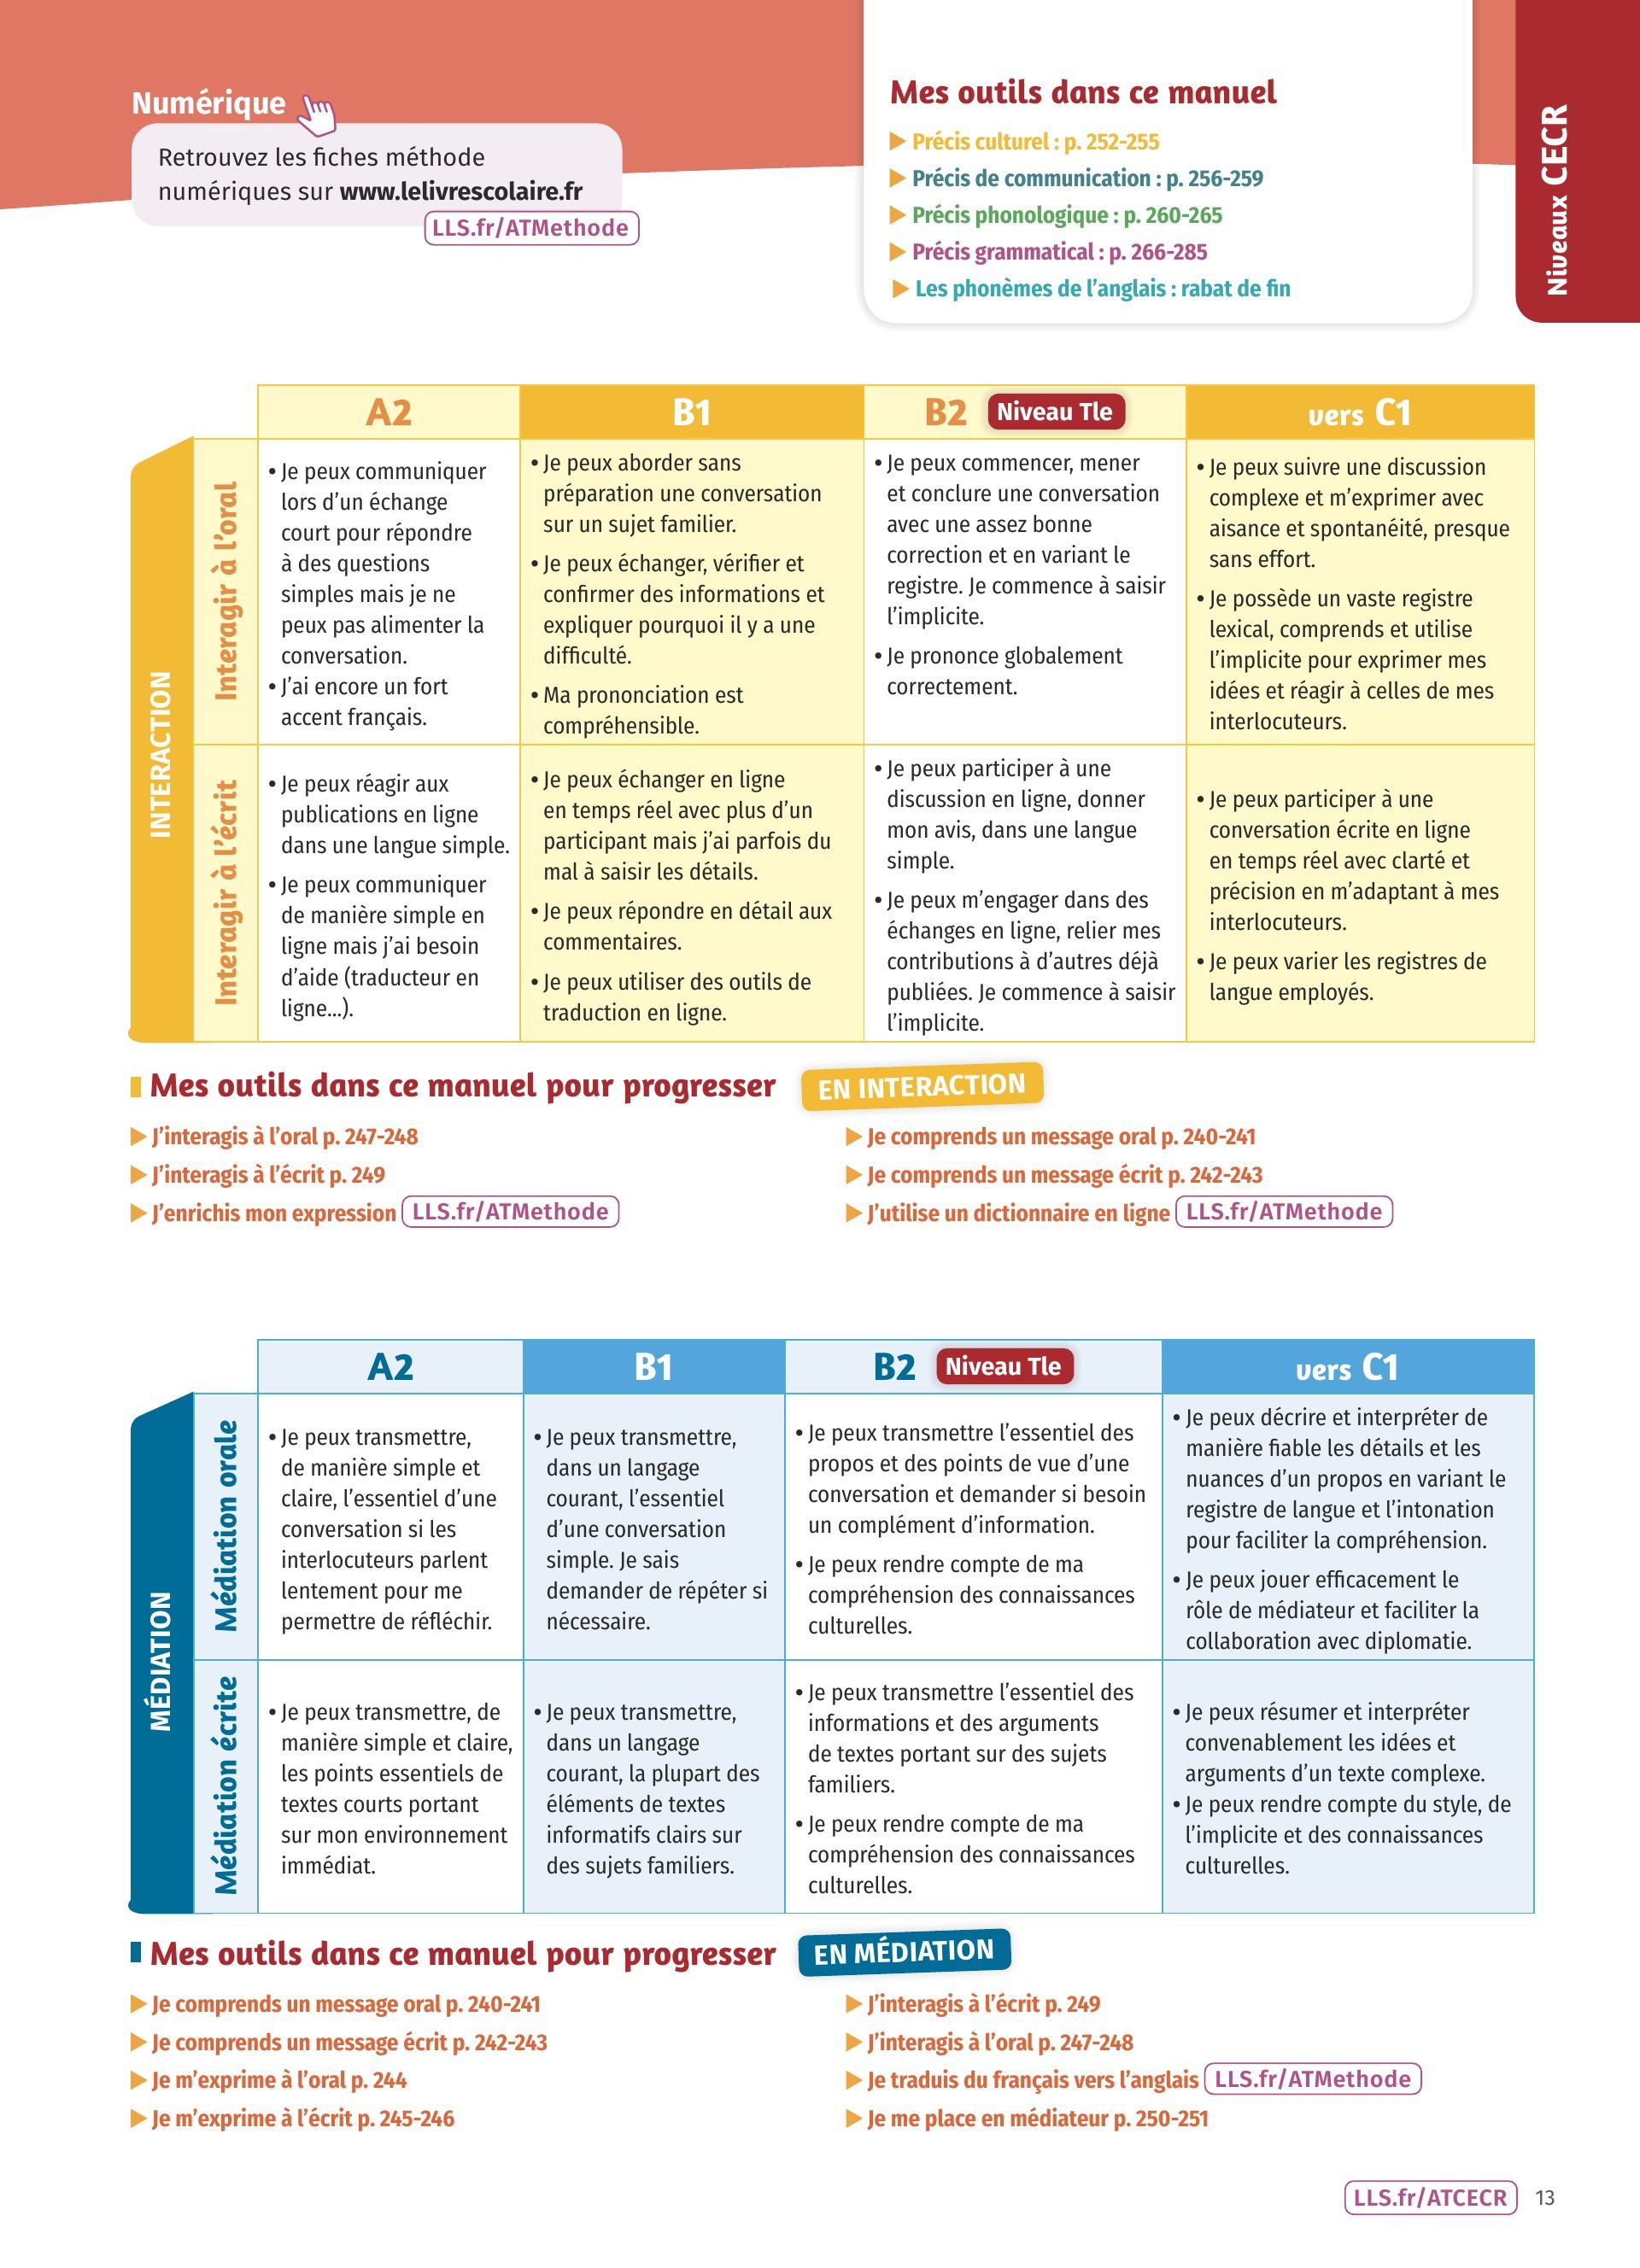 Numérique
Retrouvez les fiches méthode
numériques sur www.lelivrescolaire.fr
LLS.fr/ATMethode
Mes outils dans ce manuel
▶ Précis culturel : p. 252-255
▶ Précis de communication : p. 256-259
▶ Précis phonologique : p. 260-265
▶ Précis grammatical : p. 266-285
▶ Les phonèmes de l’anglais : rabat de fin
Niveaux CECR
A2
B1
B2 Niveau Tle
vers C1
INTERACTION
Interagir à l’oral
• Je peux communiquer
lors d’un échange
court pour répondre
à des questions
simples mais je ne
peux pas alimenter la
conversation.
• J’ai encore un fort
accent français.
• Je peux aborder sans
préparation une conversation
sur un sujet familier.
• Je peux échanger, vérifier et
confirmer des informations et
expliquer pourquoi il y a une
difficulté.
• Ma prononciation est
compréhensible.
• Je peux commencer, mener
et conclure une conversation
avec une assez bonne
correction et en variant le
registre. Je commence à saisir
l’implicite.
• Je prononce globalement
correctement.
• Je peux suivre une discussion
complexe et m’exprimer avec
aisance et spontanéité, presque
sans effort.
• Je possède un vaste registre
lexical, comprends et utilise
l’implicite pour exprimer mes
idées et réagir à celles de mes
interlocuteurs.
Interagir à l’écrit
• Je peux réagir aux
publications en ligne
dans une langue simple.
• Je peux communiquer
de manière simple en
ligne mais j’ai besoin
d’aide (traducteur en
ligne...).
• Je peux échanger en ligne
en temps réel avec plus d’un
participant mais j’ai parfois du
mal à saisir les détails.
• Je peux répondre en détail aux
commentaires.
• Je peux utiliser des outils de
traduction en ligne.
• Je peux participer à une
discussion en ligne, donner
mon avis, dans une langue
simple.
• Je peux m’engager dans des
échanges en ligne, relier mes
contributions à d’autres déjà
publiées. Je commence à saisir
l’implicite.
• Je peux participer à une
conversation écrite en ligne
en temps réel avec clarté et
précision en m’adaptant à mes
interlocuteurs.
• Je peux varier les registres de
langue employés.
Mes outils dans ce manuel pour progresser EN INTERACTION
▶ J’interagis à l’oral p. 247-248
▶ J’interagis à l’écrit p. 249
▶ J’enrichis mon expression LLS.fr/ATMethode
▶ Je comprends un message oral p. 240-241
▶ Je comprends un message écrit p. 242-243
▶ J’utilise un dictionnaire en ligne LLS.fr/ATMethode
A2
B1
B2 Niveau Tle
vers C1
MÉDIATION
Médiation orale
• Je peux transmettre,
de manière simple et
claire, l’essentiel d’une
conversation si les
interlocuteurs parlent
lentement pour me
permettre de réfléchir.
• Je peux transmettre,
dans un langage
courant, l’essentiel
d’une conversation
simple. Je sais
demander de répéter si
nécessaire.
• Je peux transmettre l’essentiel des
propos et des points de vue d’une
conversation et demander si besoin
un complément d’information.
• Je peux rendre compte de ma
compréhension des connaissances
culturelles.
• Je peux décrire et interpréter de
manière fiable les détails et les
nuances d’un propos en variant le
registre de langue et l’intonation
pour faciliter la compréhension.
• Je peux jouer efficacement le
rôle de médiateur et faciliter la
collaboration avec diplomatie.
Médiation écrite
• Je peux transmettre, de
manière simple et claire,
les points essentiels de
textes courts portant
sur mon environnement
immédiat.
• Je peux transmettre,
dans un langage
courant, la plupart des
éléments de textes
informatifs clairs sur
des sujets familiers.
• Je peux transmettre l’essentiel des
informations et des arguments
de textes portant sur des sujets
familiers.
• Je peux rendre compte de ma
compréhension des connaissances
culturelles.
• Je peux résumer et interpréter
convenablement les idées et
arguments d’un texte complexe.
• Je peux rendre compte du style, de
l’implicite et des connaissances
culturelles.
Mes outils dans ce manuel pour progresser EN MÉDIATION
▶ Je comprends un message oral p. 240-241
▶ Je comprends un message écrit p. 242-243
▶ Je m’exprime à l’oral p. 244
▶ Je m’exprime à l’écrit p. 245-246
▶ J’interagis à l’écrit p. 249
▶ J’interagis à l’oral p. 247-248
▶ Je traduis du français vers l’anglais LLS.fr/ATMethode
▶ Je me place en médiateur p. 250-251
LLS.fr/ATCECR 13